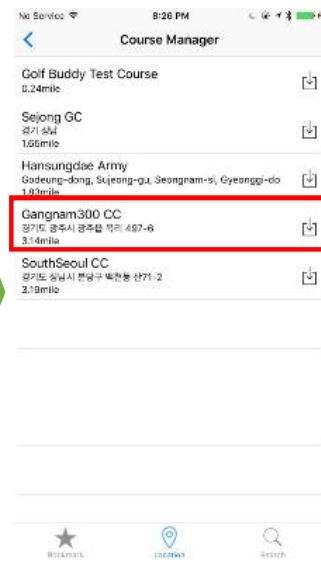 No Service
8:26 PM
Course Manager
Golf Buddy Test Course
0.24mile
Sejong GC
경기 성남
1.65mile
Hansungdae Army
Godeung-dong, Sujeong-gu, Seongnam-si, Gyeonggi-do
1.83mile
Gangnam300 CC
경기도 광주시 광주읍 목리 497-6
3.14mile
SouthSeoul CC
경기도 성남시 분당구 백현동 산71-2
3.19mile
Bookmark
Location
Search